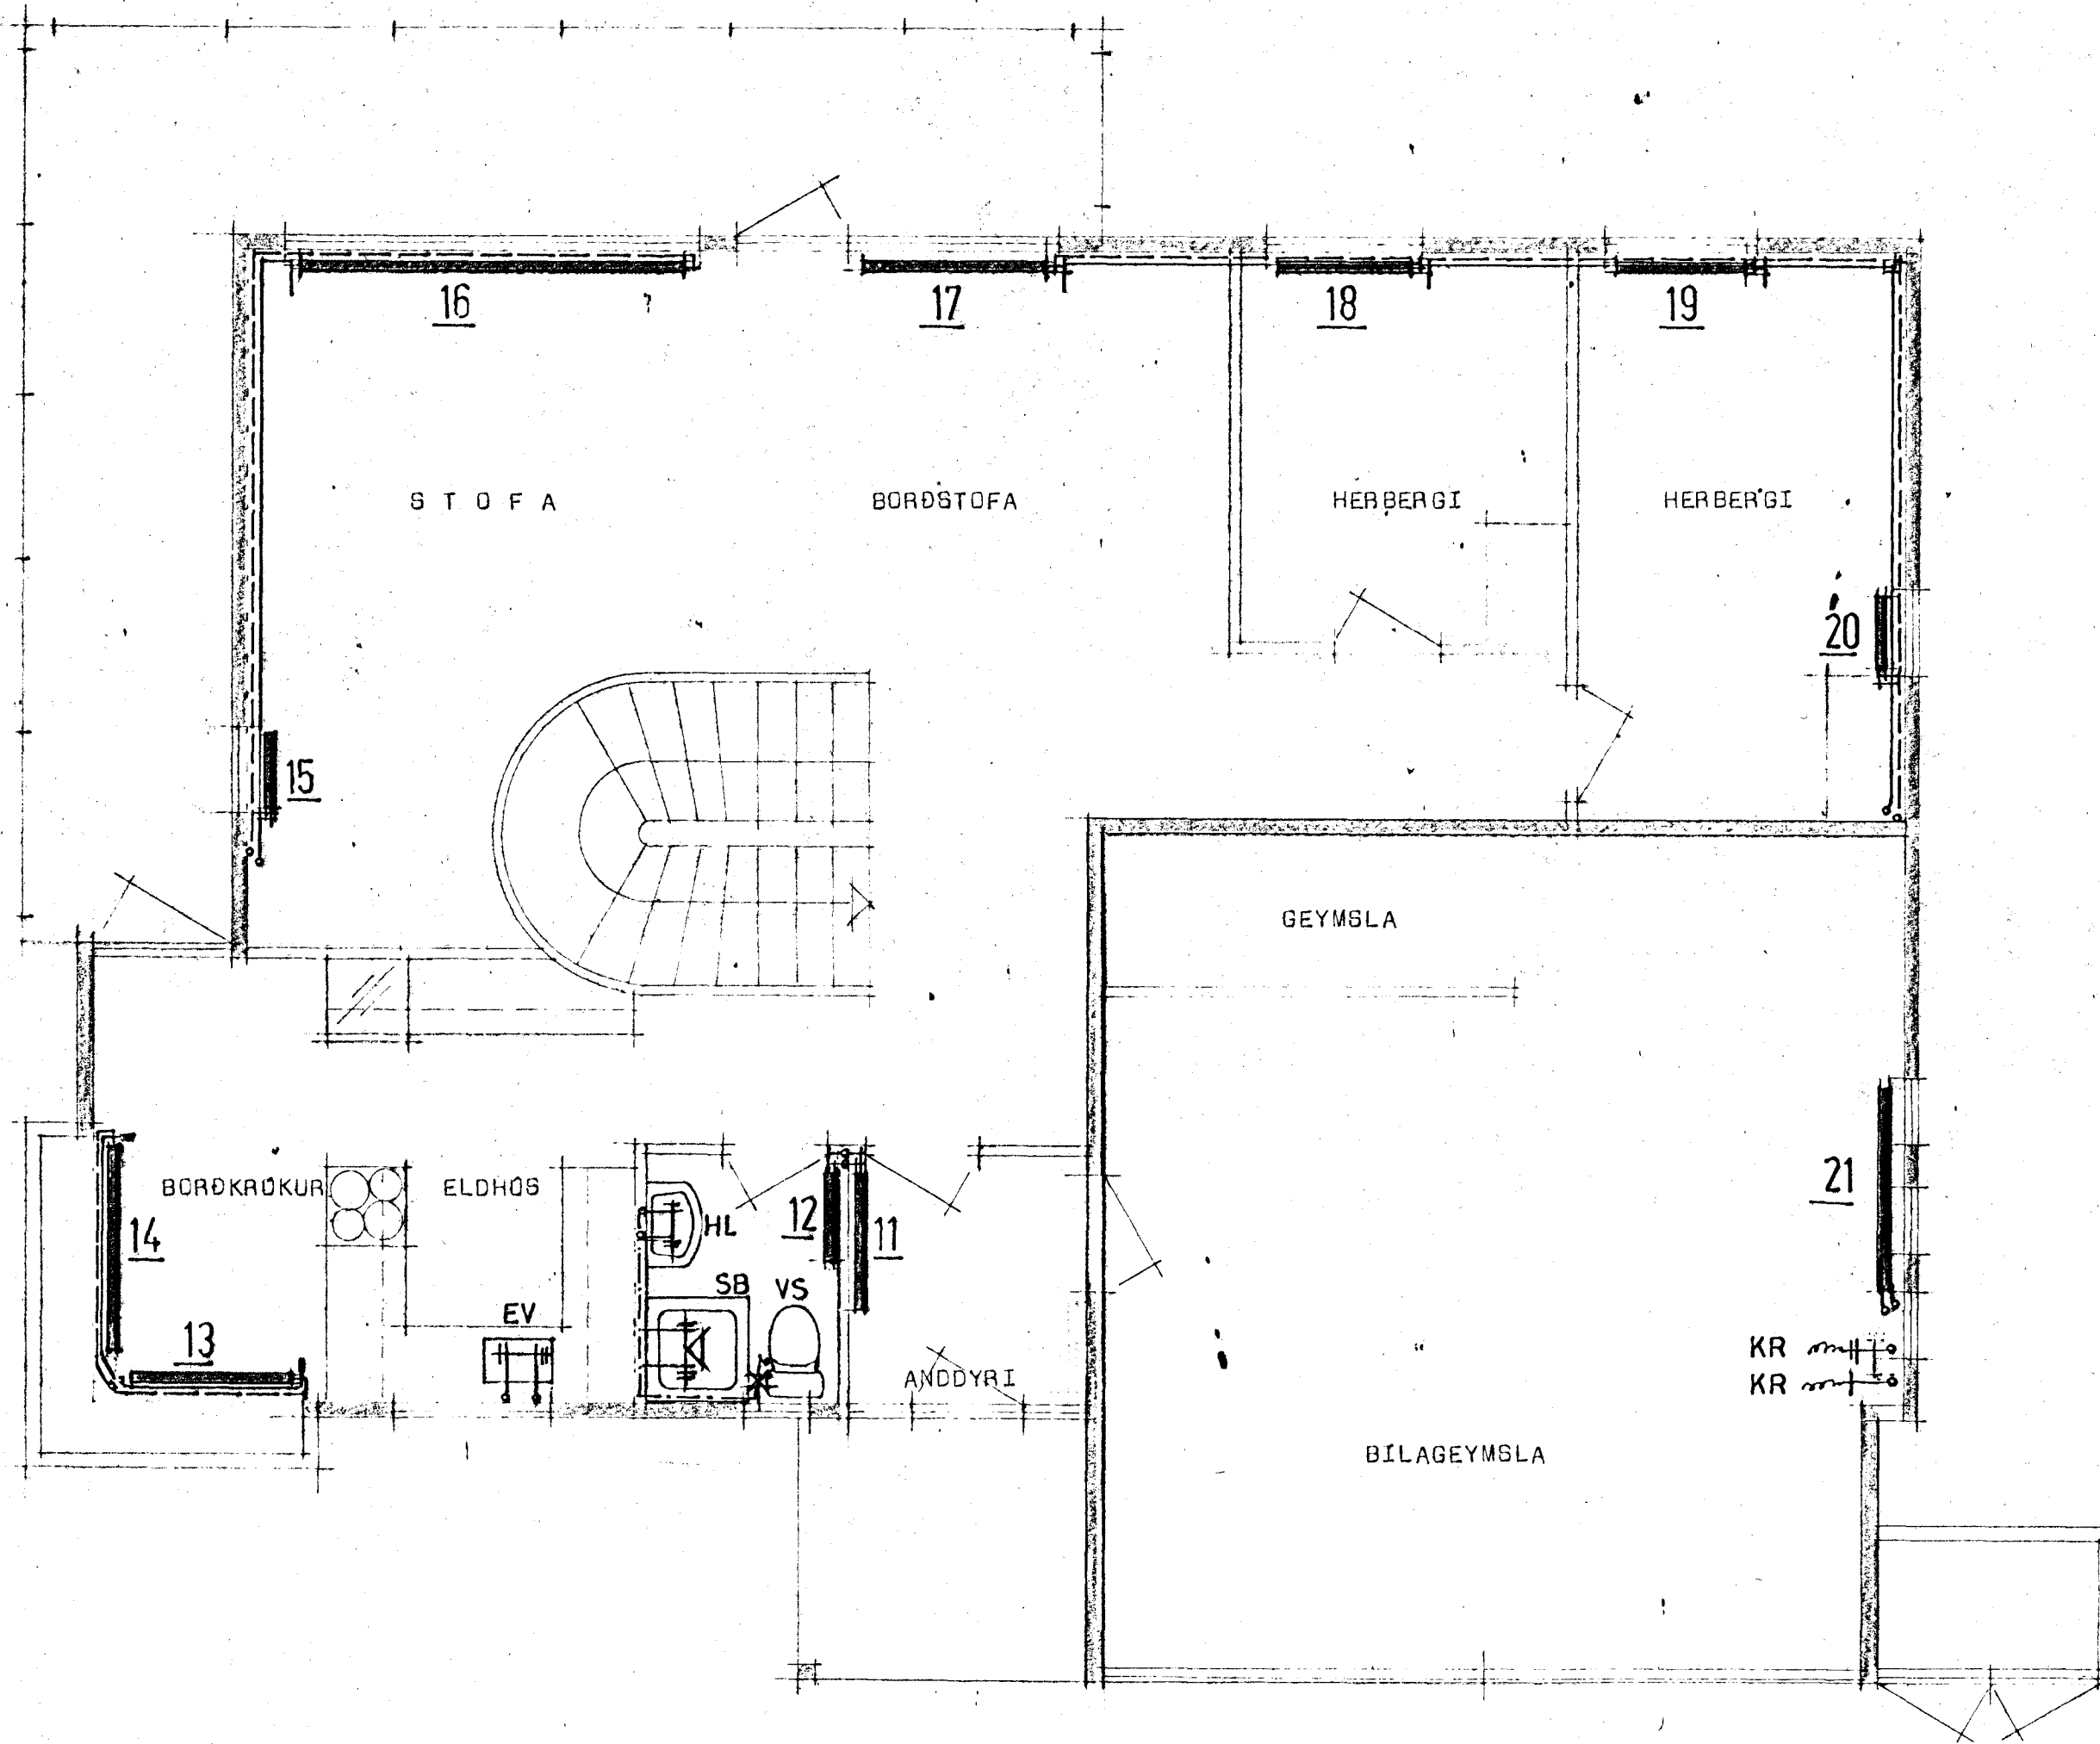 16
17
18
19
S T O F A
BORÐSTOFA
HERBERGI
HERBERGI
20
15
GEYMSLA
BORÐKRÓKUR
ELDHÚS
HL
12
11
21
14
SB
VS
EV
13
KR
KR
ANDDYRI
BÍLAGEYMSLA